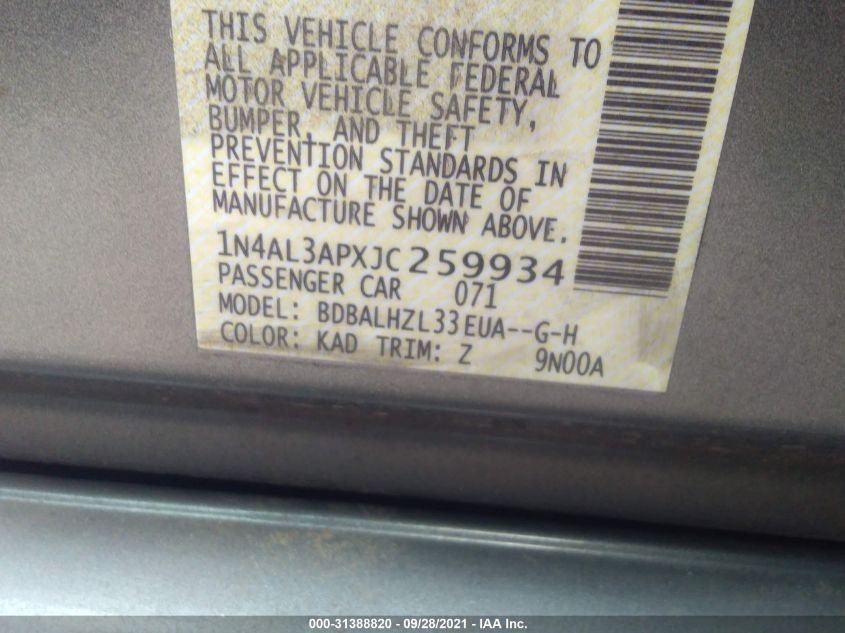 THIS VEHICLE CONFORMS TO
ALL APPLICABLE FEDERAL
MOTOR VEHICLE SAFETY,
BUMPER, AND THEFT
PREVENTION STANDARDS IN
EFFECT ON THE DATE OF
MANUFACTURE SHOWN ABOVE.
1N4AL3APXJC259934
PASSENGER CAR 071
MODEL: BDBALHZL33EUA--G-H
COLOR: KAD TRIM: Z 9N00A
000-31388820 - 09/28/2021 - IAA Inc.